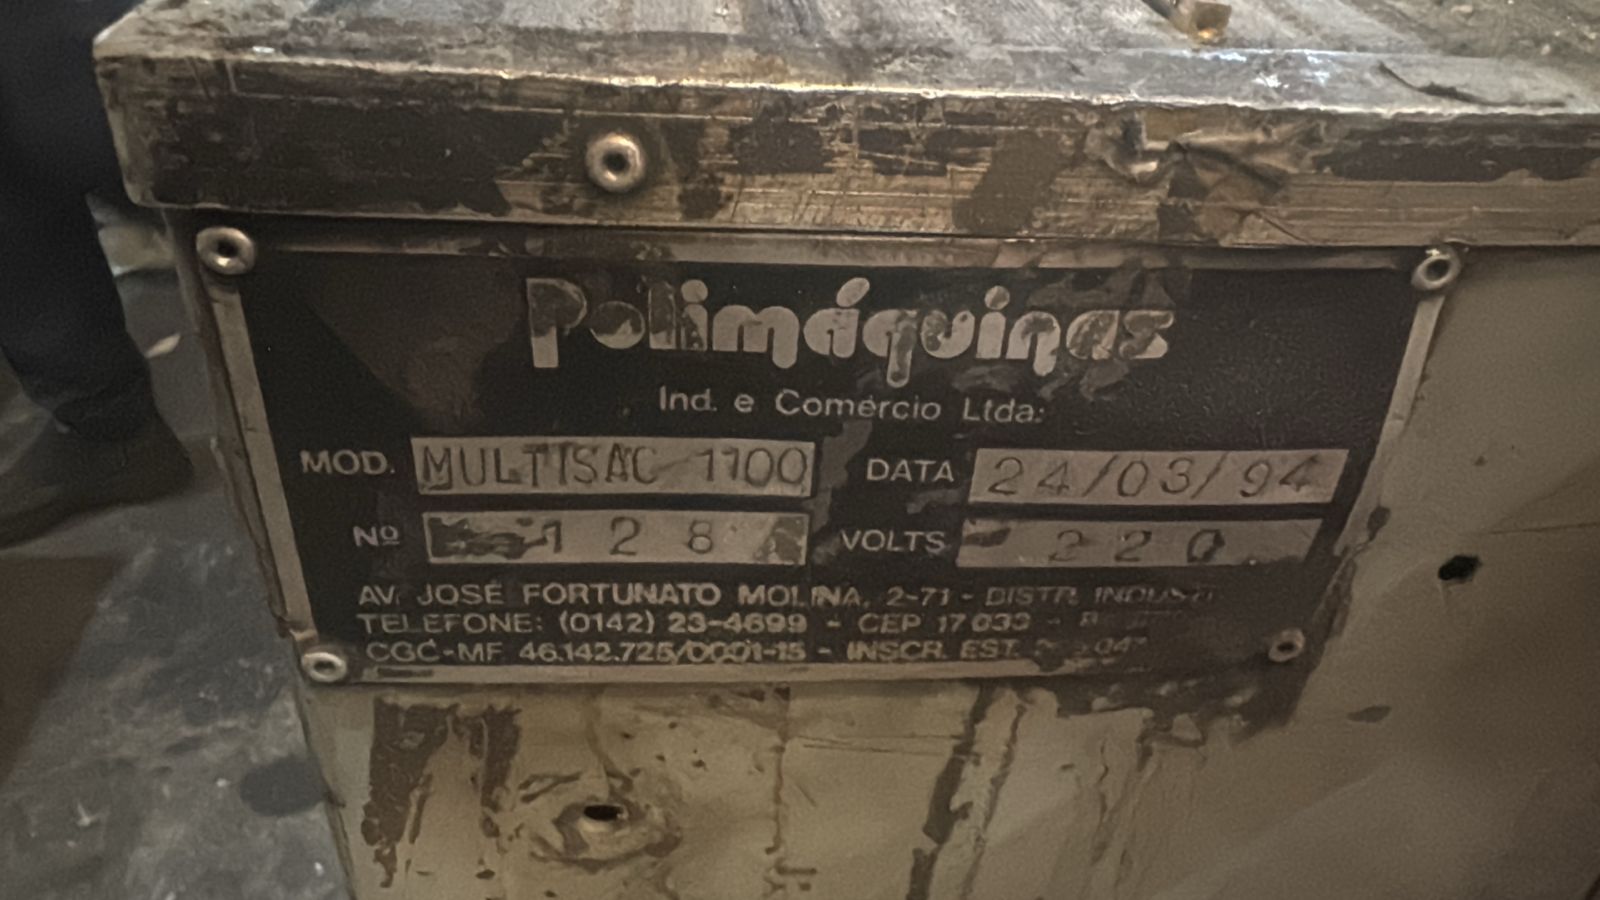 Polimáquinas
Ind. e Comércio Ltda.
MOD. MULTISAC 1100 DATA 24/03/94
Nº 128 VOLTS 220
AV. JOSÉ FORTUNATO MOLINA, 2-71 - DISTR.
TELEFONE: (0142) 23-4699 - CEP 17033 -
CGC-MF 46.142.725/0001-15 - INSCR. EST.